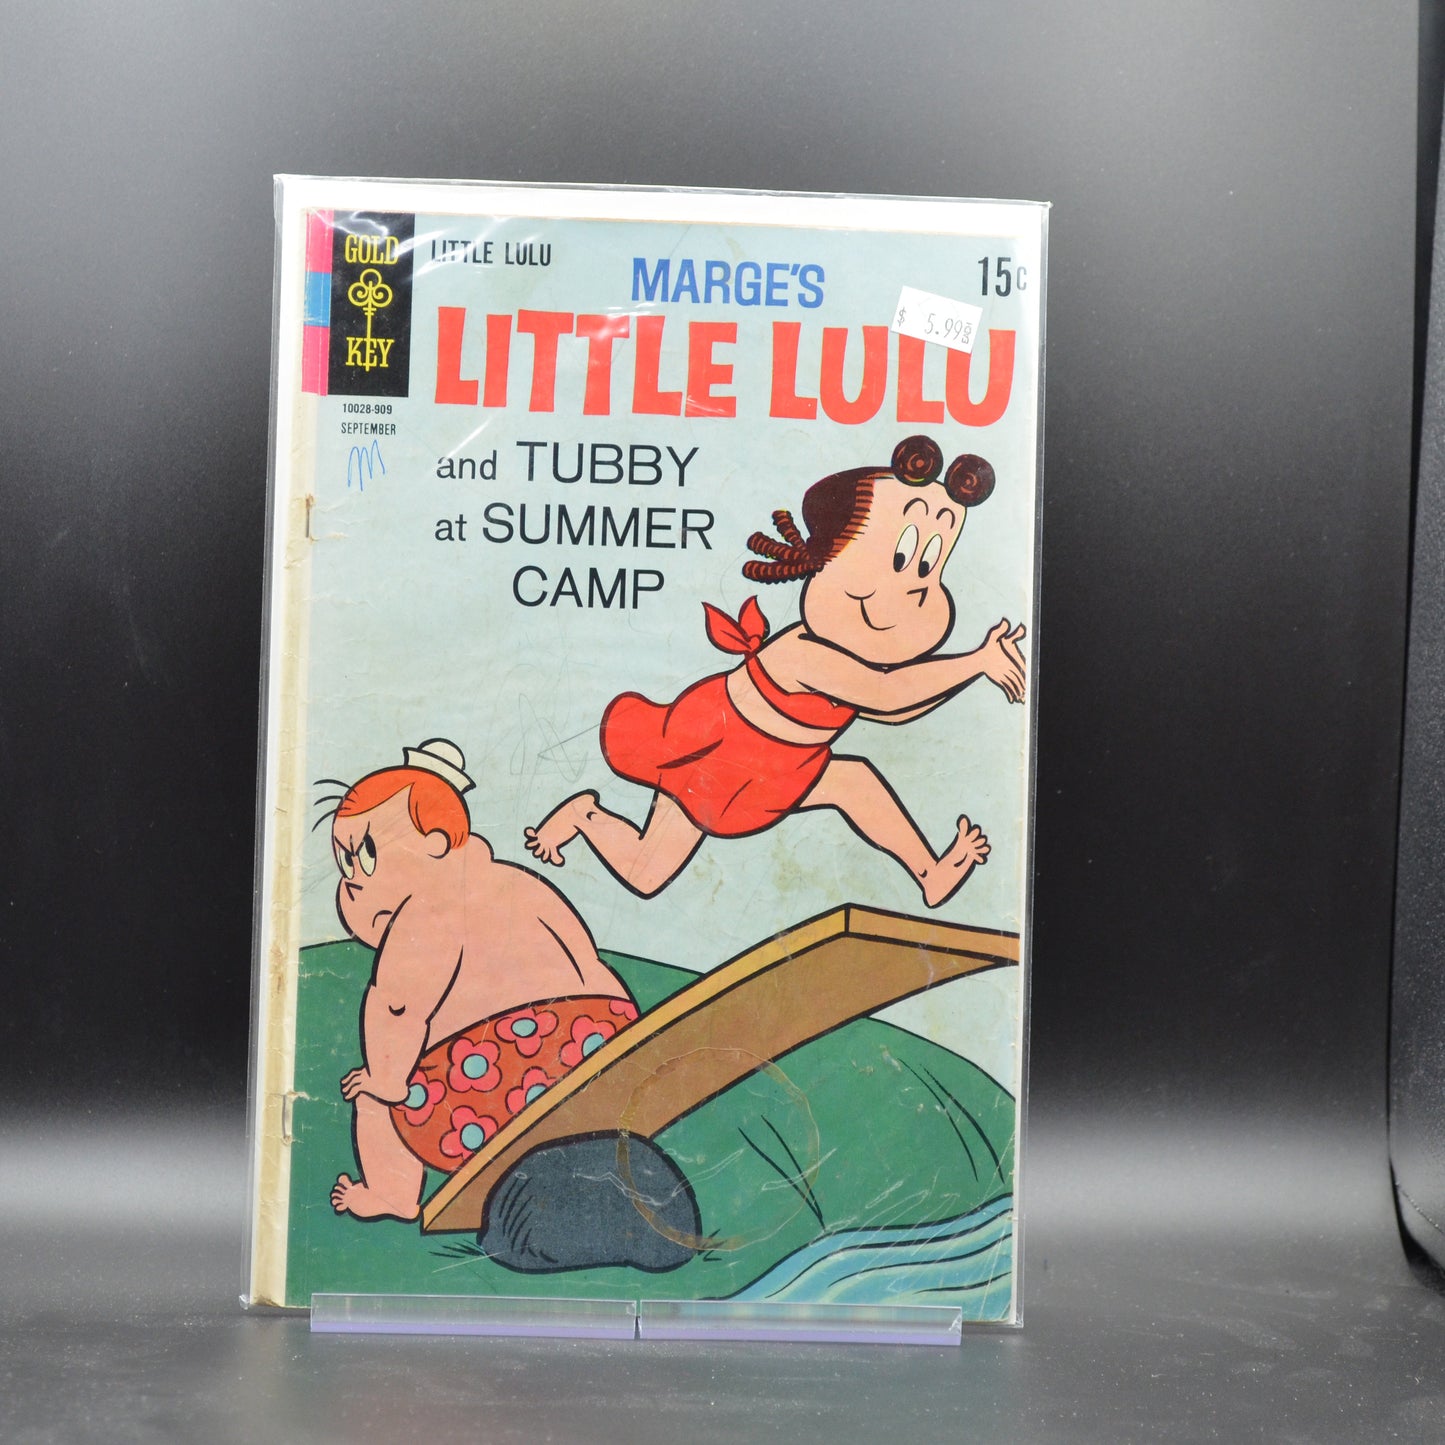 GOLD
KEY
LITTLE LULU
15c
MARGE'S
$ 5.99
LITTLE LULU
10028-909
SEPTEMBER
M
and TUBBY
at SUMMER
CAMP